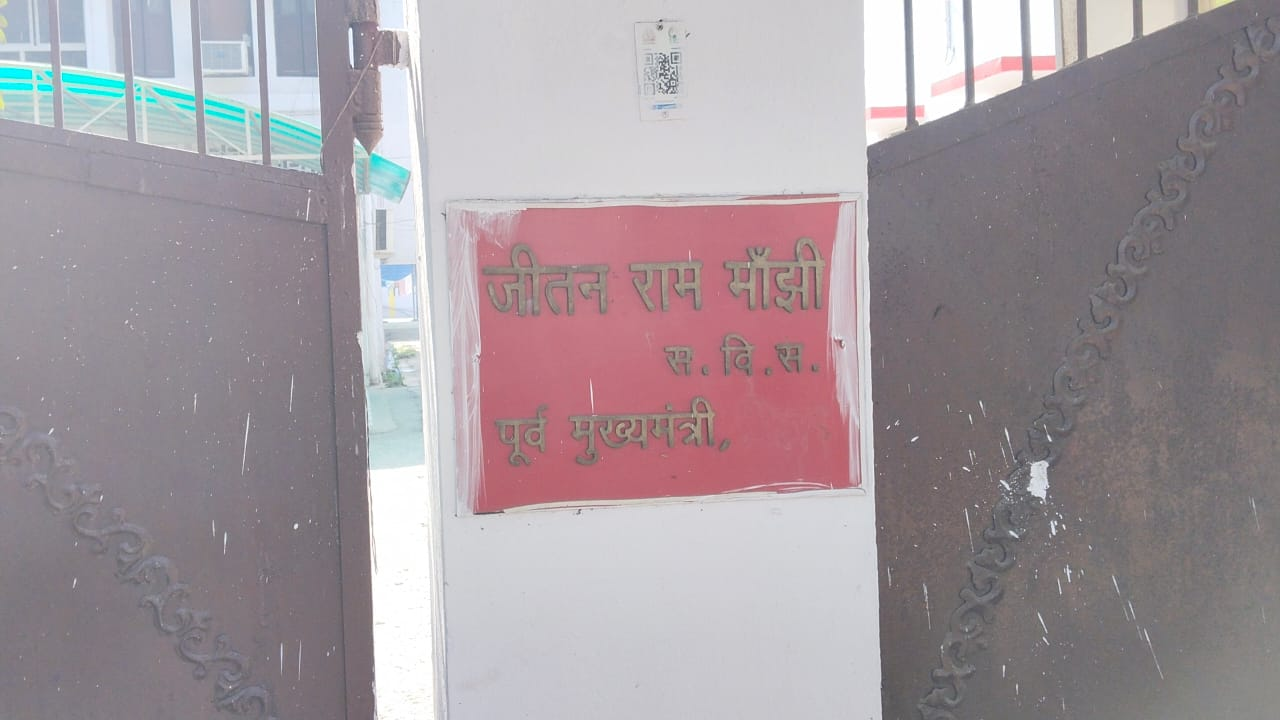 जीतन राम माँझी
स. वि. स.
पूर्व मुख्यमंत्री,